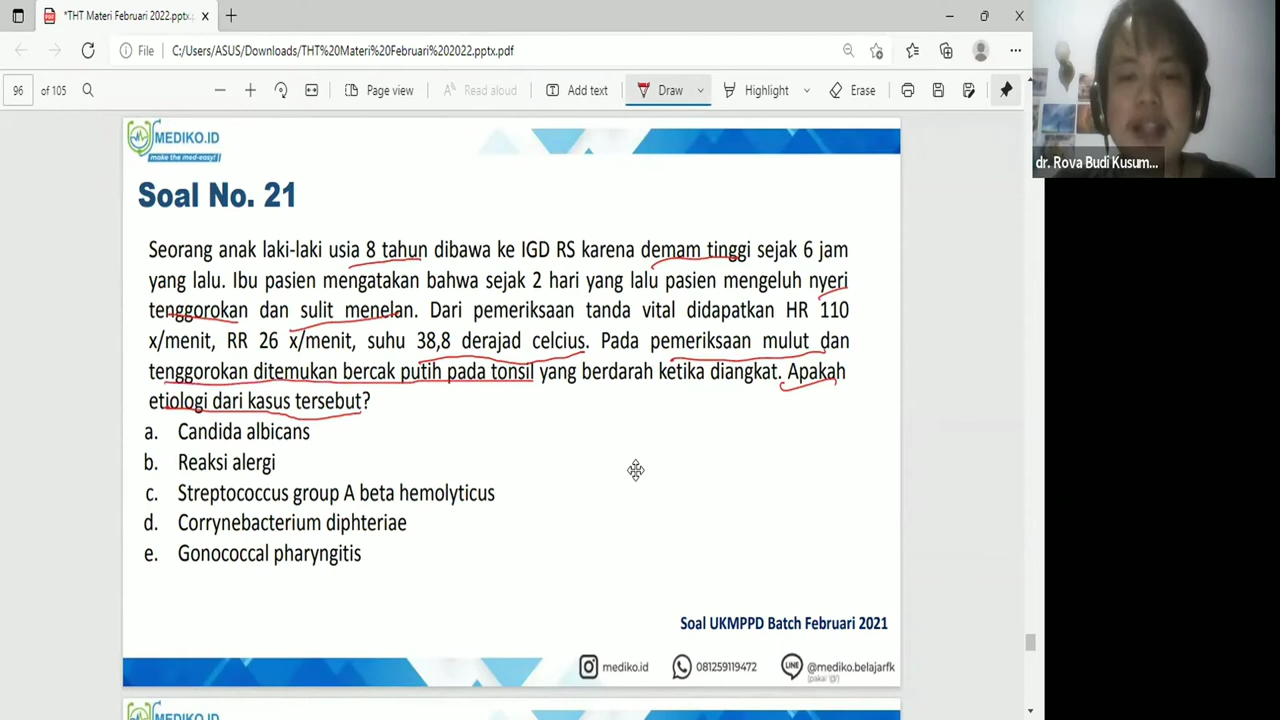 *THT Materi Februari 2022.pptx.
File
C:/Users/ASUS/Downloads/THT%20Materi%20Februari%202022.pptx.pdf
96 of 105
Page view
Read aloud
Add text
Draw
Highlight
Erase
dr. Rova Budi Kusum...
MEDIKO.ID
make the med-easy!
Soal No. 21
Seorang anak laki-laki usia 8 tahun dibawa ke IGD RS karena demam tinggi sejak 6 jam
yang lalu. Ibu pasien mengatakan bahwa sejak 2 hari yang lalu pasien mengeluh nyeri
tenggorokan dan sulit menelan. Dari pemeriksaan tanda vital didapatkan HR 110
x/menit, RR 26 x/menit, suhu 38,8 derajad celcius. Pada pemeriksaan mulut dan
tenggorokan ditemukan bercak putih pada tonsil yang berdarah ketika diangkat. Apakah
etiologi dari kasus tersebut?
a. Candida albicans
b. Reaksi alergi
c. Streptococcus group A beta hemolyticus
d. Corrynebacterium diphteriae
e. Gonococcal pharyngitis
Soal UKMPPD Batch Februari 2021
mediko.id
081259119472
LINE
@mediko.belajarfk
(pakai '@')
MEDIKO.ID